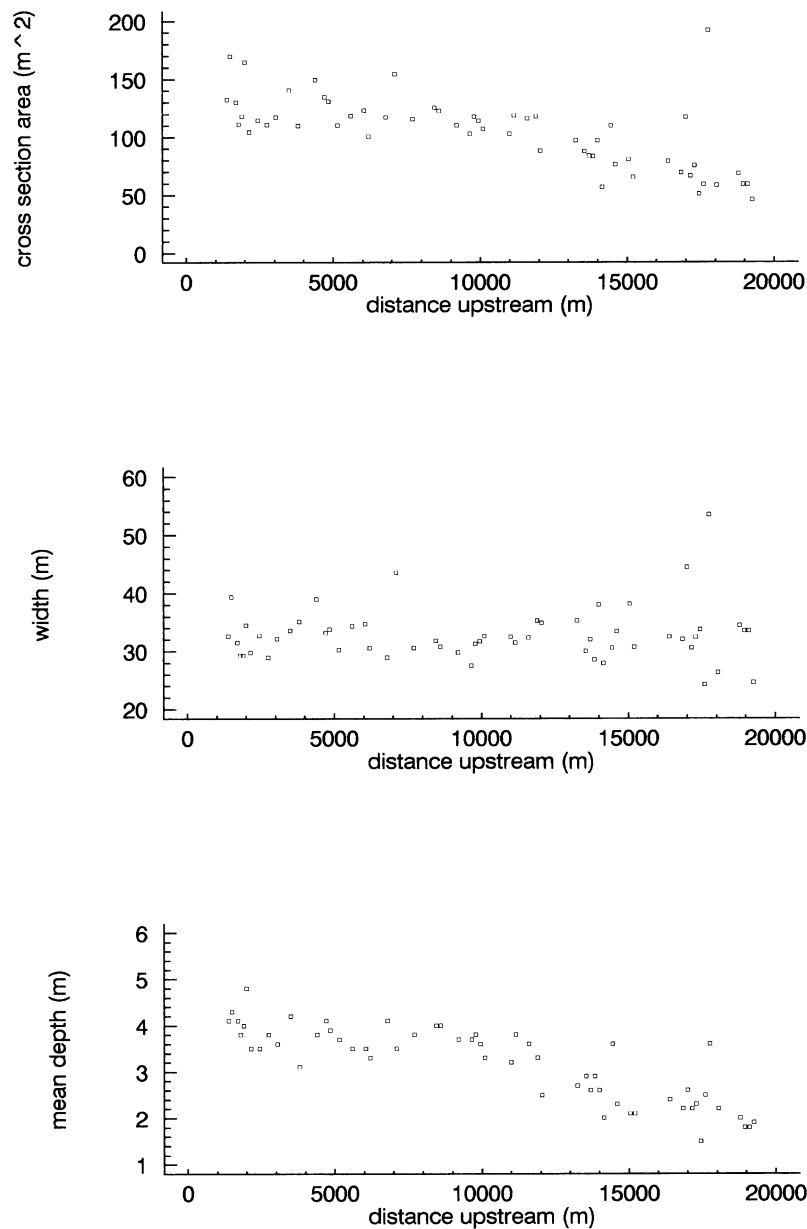 cross section area (m^2)
200
150
100
50
0
0 5000 10000 15000 20000
distance upstream (m)
width (m)
60
50
40
30
20
0 5000 10000 15000 20000
distance upstream (m)
mean depth (m)
6
5
4
3
2
1
0 5000 10000 15000 20000
distance upstream (m)